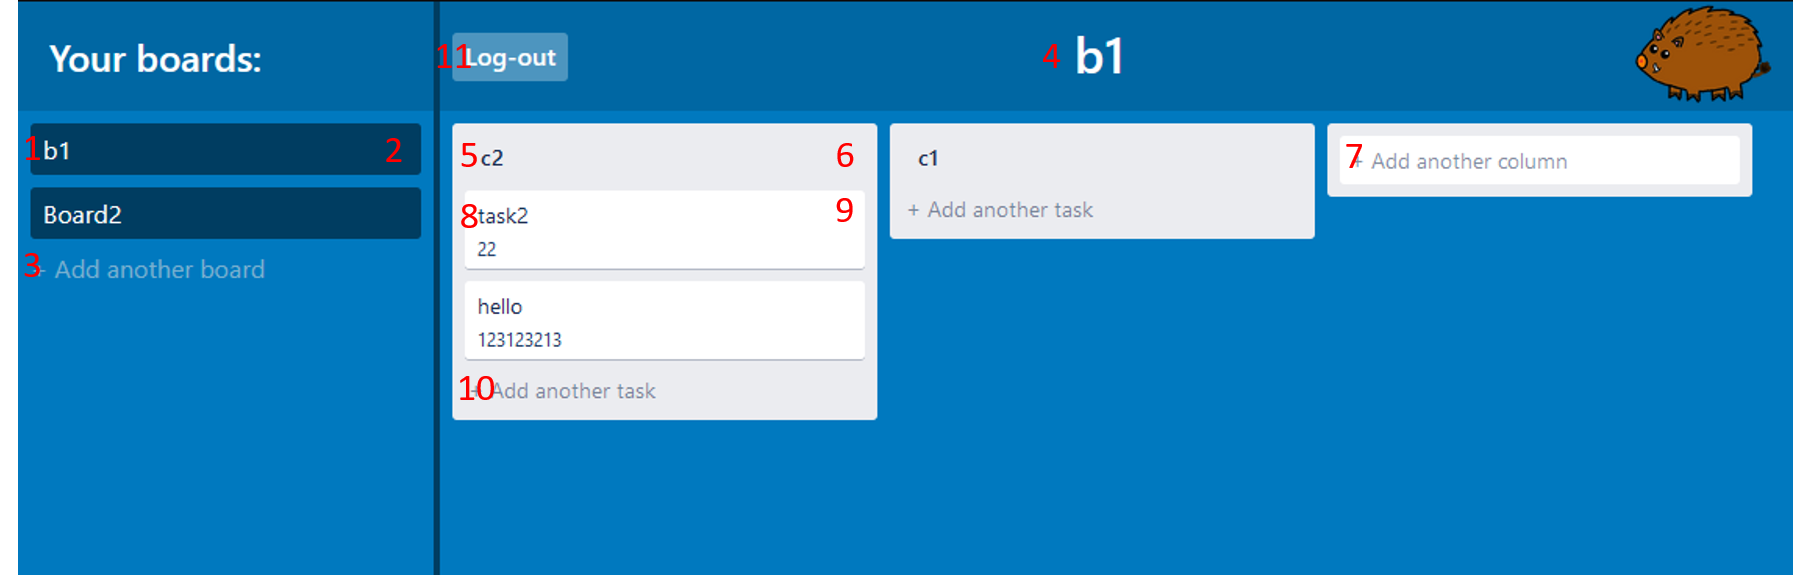 Your boards:
11 Log-out
4 b1
1 b1 2
Board2
3 + Add another board
5 c2 6
8 task2 9
22
hello
123123213
10 + Add another task
c1
+ Add another task
7 + Add another column